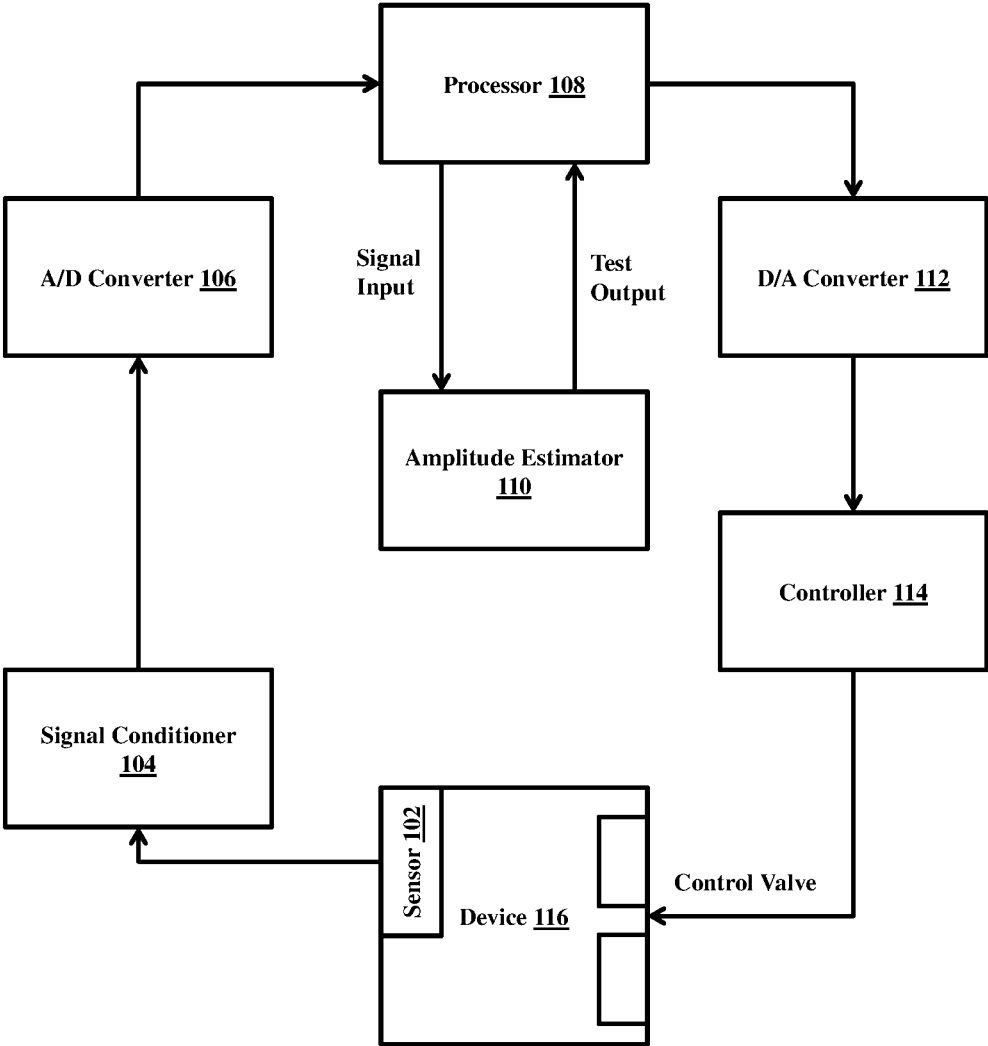 Processor 108
A/D Converter 106
Signal
Input
Test
Output
D/A Converter 112
Amplitude Estimator
110
Controller 114
Signal Conditioner
104
Sensor 102
Device 116
Control Valve